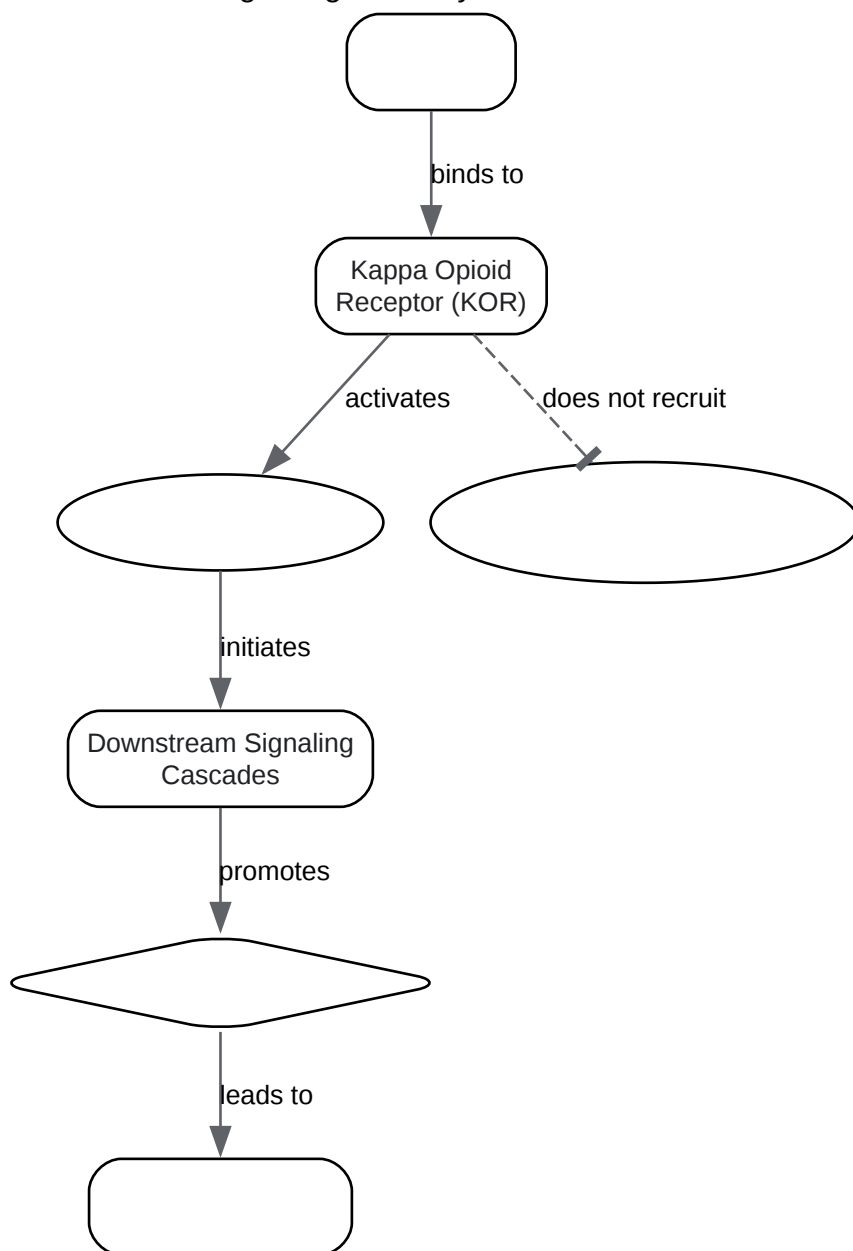 binds to
Kappa Opioid
Receptor (KOR)
activates
does not recruit
initiates
Downstream Signaling
Cascades
promotes
leads to